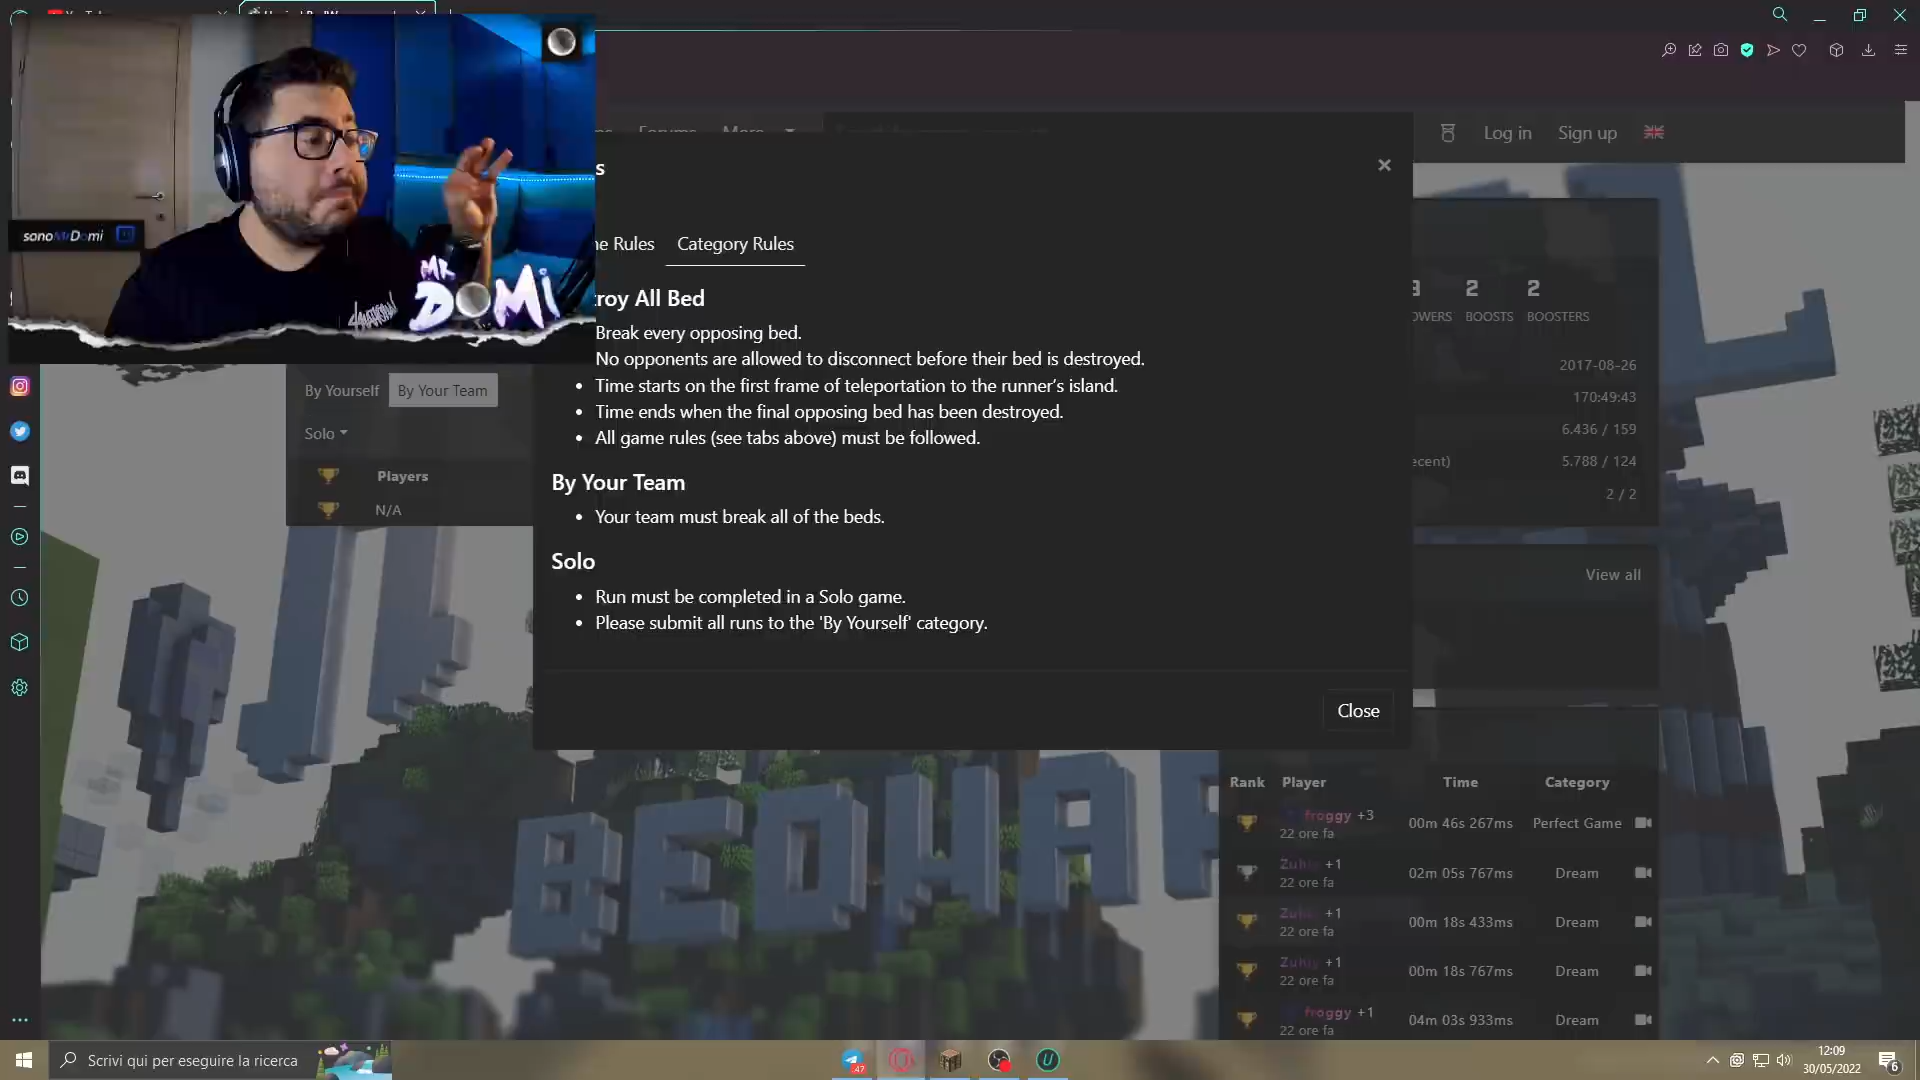 Log in
Sign up
×
sanoMrDomi
MR
DOMi
Rules
Category Rules
Break every opposing bed.
No opponents are allowed to disconnect before their bed is destroyed.
• Time starts on the first frame of teleportation to the runner’s island.
• Time ends when the final opposing bed has been destroyed.
• All game rules (see tabs above) must be followed.
By Your Team
• Your team must break all of the beds.
Solo
• Run must be completed in a Solo game.
• Please submit all runs to the 'By Yourself' category.
Close
By Yourself
By Your Team
Solo
Players
N/A
2 2
BOOSTS BOOSTERS
2017-08-26
170:49:43
6.436 / 159
5.788 / 124
2 / 2
View all
BEDWAR
Rank Player Time Category
froggy +3 00m 46s 267ms Perfect Game
22 ore fa
+1 02m 05s 767ms Dream
22 ore fa
+1 00m 18s 433ms Dream
22 ore fa
+1 00m 18s 767ms Dream
22 ore fa
froggy +1 04m 03s 933ms Dream
22 ore fa
Scrivi qui per eseguire la ricerca
47
12:09
30/05/2022
6